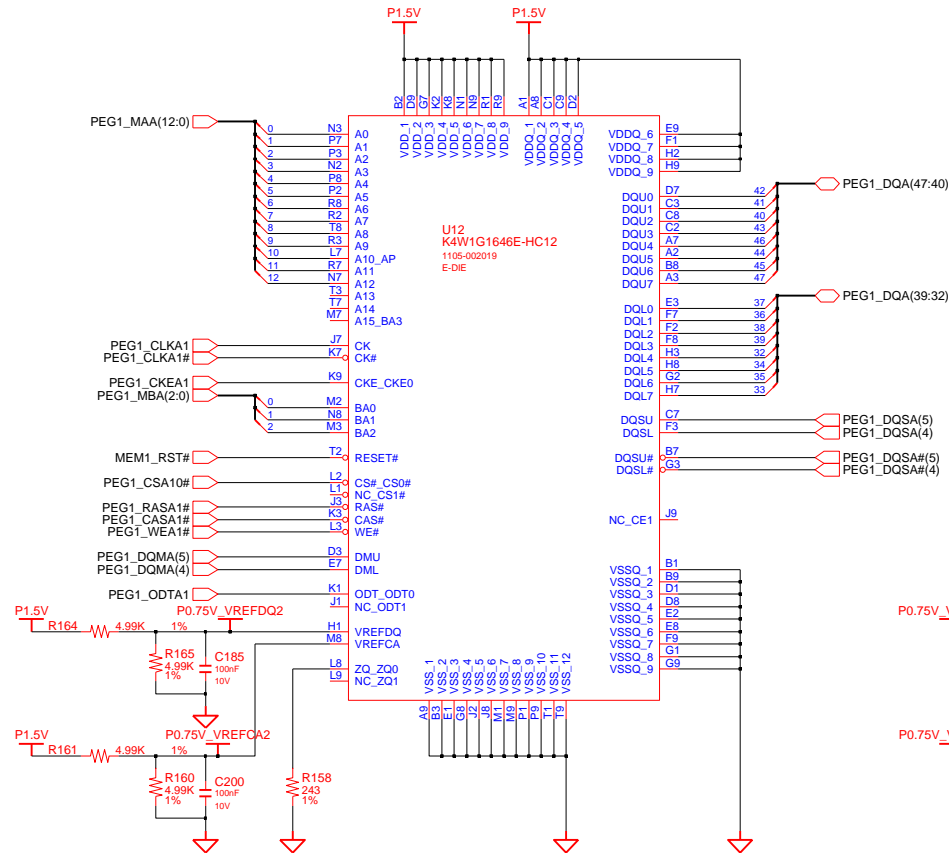 P1.5V
P1.5V
B2 D9 G7 K2 K8 N1 N9 R1 R9
A1 A8 C1 C9 D2
VDD_1 VDD_2 VDD_3 VDD_4 VDD_5 VDD_6 VDD_7 VDD_8 VDD_9
VDDQ_1 VDDQ_2 VDDQ_3 VDDQ_4 VDDQ_5
PEG1_MAA(12:0)
0 N3 A0
1 P7 A1
2 P3 A2
3 N2 A3
4 P8 A4
5 P2 A5
6 R8 A6
7 R2 A7
8 T8 A8
9 R3 A9
10 L7 A10_AP
11 R7 A11
12 N7 A12
T3 A13
T7 A14
M7 A15_BA3
PEG1_CLKA1 J7 CK
PEG1_CLKA1# K7 CK#
PEG1_CKEA1 K9 CKE_CKE0
PEG1_MBA(2:0)
0 M2 BA0
1 N8 BA1
2 M3 BA2
MEM1_RST# T2 RESET#
PEG1_CSA10# L2 CS#_CS0#
L1 NC_CS1#
PEG1_RASA1# J3 RAS#
PEG1_CASA1# K3 CAS#
PEG1_WEA1# L3 WE#
PEG1_DQMA(5) D3 DMU
PEG1_DQMA(4) E7 DML
PEG1_ODTA1 K1 ODT_ODT0
J1 NC_ODT1
H1 VREFDQ
M8 VREFCA
L8 ZQ_ZQ0
L9 NC_ZQ1
U12
K4W1G1646E-HC12
1105-002019
E-DIE
VDDQ_6 E9
VDDQ_7 F1
VDDQ_8 H2
VDDQ_9 H9
DQU0 D7 42
DQU1 C3 41
DQU2 C8 40
DQU3 C2 43
DQU4 A7 46
DQU5 A2 44
DQU6 B8 45
DQU7 A3 47
PEG1_DQA(47:40)
DQL0 E3 37
DQL1 F7 36
DQL2 F2 38
DQL3 F8 39
DQL4 H3 32
DQL5 H8 34
DQL6 G2 35
DQL7 H7 33
PEG1_DQA(39:32)
DQSU C7 PEG1_DQSA(5)
DQSL F3 PEG1_DQSA(4)
DQSU# B7 PEG1_DQSA#(5)
DQSL# G3 PEG1_DQSA#(4)
NC_CE1 J9
VSSQ_1 B1
VSSQ_2 B9
VSSQ_3 D1
VSSQ_4 D8
VSSQ_5 E2
VSSQ_6 E8
VSSQ_7 F9
VSSQ_8 G1
VSSQ_9 G9
VSS_1 VSS_2 VSS_3 VSS_4 VSS_5 VSS_6 VSS_7 VSS_8 VSS_9 VSS_10 VSS_11 VSS_12
A9 B3 E1 G8 J2 J8 M1 M9 P1 P9 T1 T9
P1.5V
P0.75V_VREFDQ2
R164 4.99K 1%
R165
4.99K
1%
C185
100nF
10V
P1.5V
P0.75V_VREFCA2
R161 4.99K 1%
R160
4.99K
1%
C200
100nF
10V
R158
243
1%
P0.75V_
P0.75V_